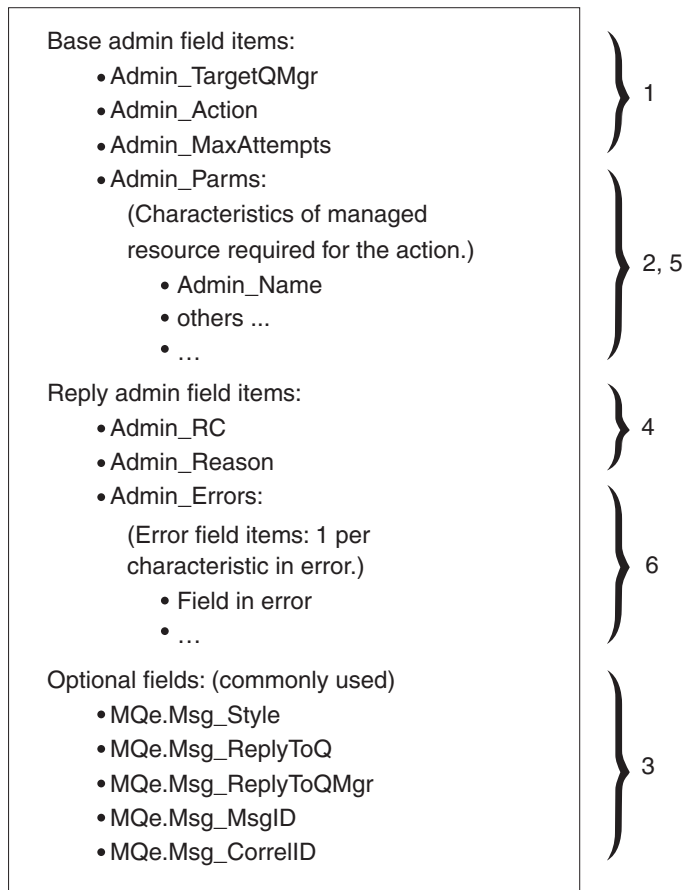 Base admin field items:
• Admin_TargetQMgr
• Admin_Action
• Admin_MaxAttempts
1
• Admin_Parms:
(Characteristics of managed
resource required for the action.)
• Admin_Name
• others ...
• ...
2, 5
Reply admin field items:
• Admin_RC
• Admin_Reason
4
• Admin_Errors:
(Error field items: 1 per
characteristic in error.)
• Field in error
• ...
6
Optional fields: (commonly used)
• MQe.Msg_Style
• MQe.Msg_ReplyToQ
• MQe.Msg_ReplyToQMgr
• MQe.Msg_MsgID
• MQe.Msg_CorrelID
3